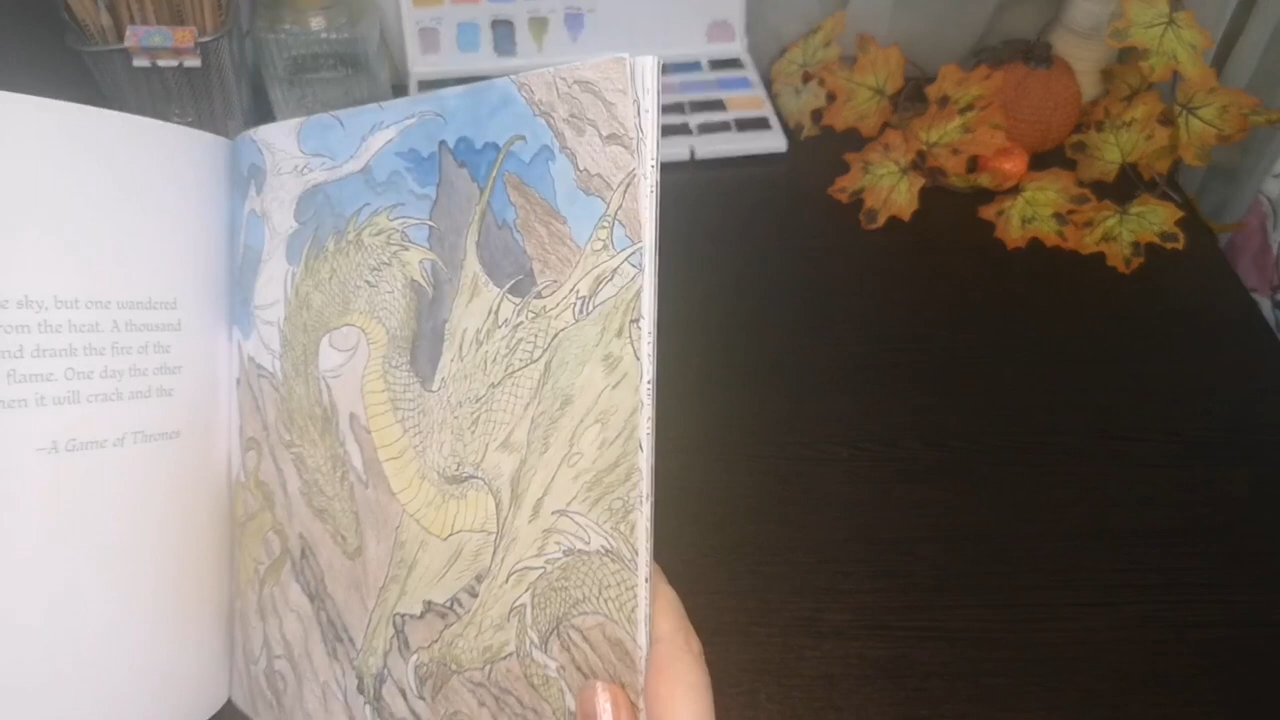 e sky, but one wandered
rom the heat. A thousand
nd drank the fire of the
flame. One day the other
hen it will crack and the
—A Game of Thrones